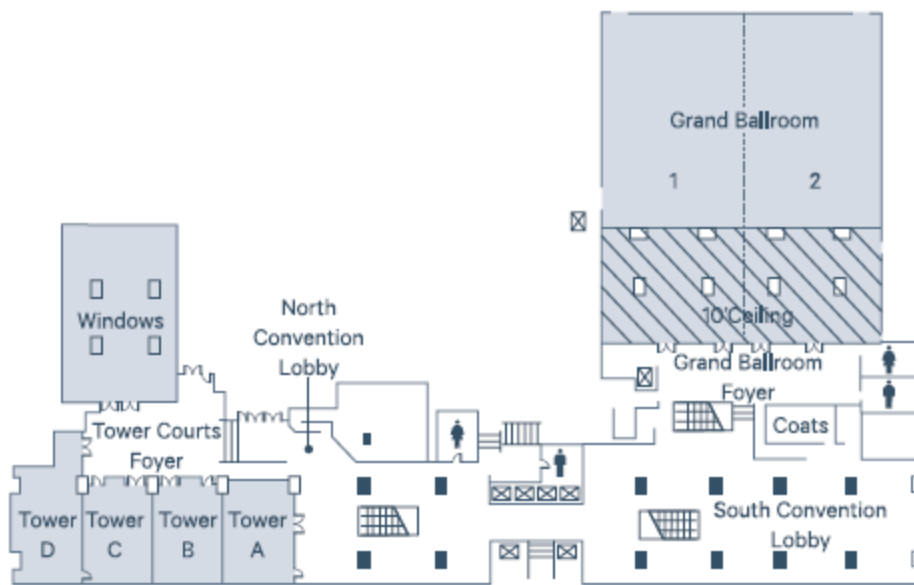 Grand Ballroom
1
2
10'Ceiling
Grand Ballroom
Foyer
Coats
Windows
North
Convention
Lobby
Tower Courts
Foyer
Tower
D
Tower
C
Tower
B
Tower
A
South Convention
Lobby